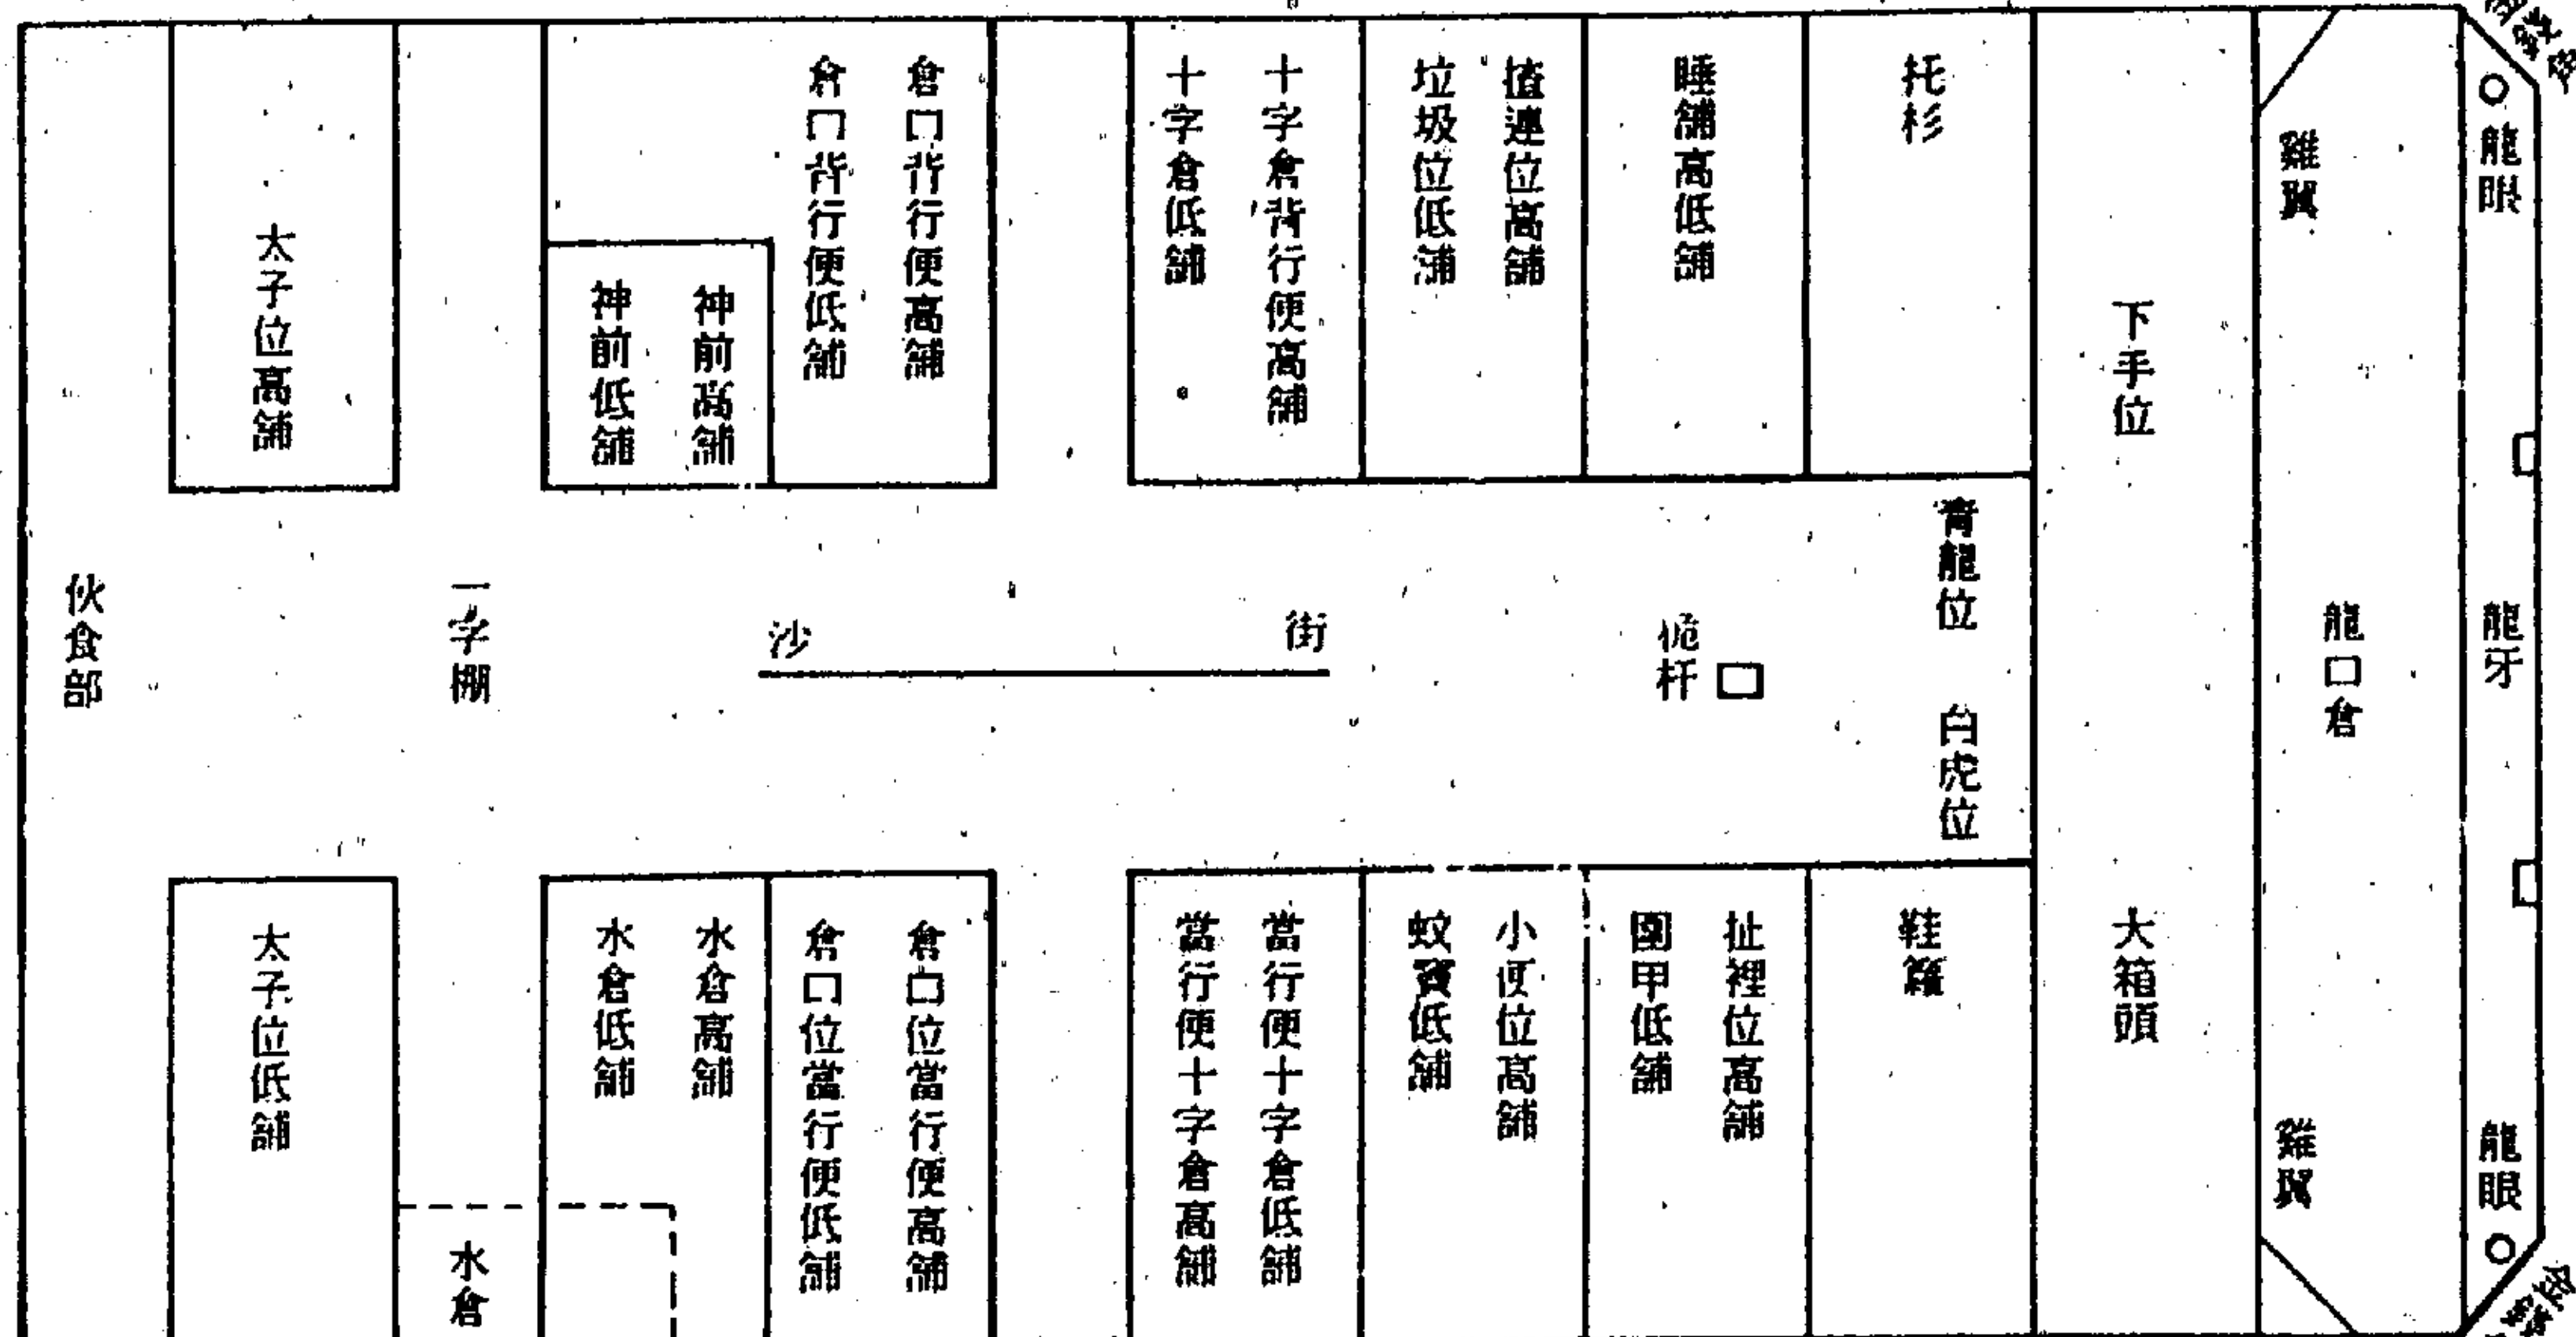 龍眼
龍牙
龍眼
雞翼
龍口倉
雞翼
下手位
大箱頭
托杉
青龍位
白虎位
鞋籮
睡舖高低舖
桅杆
扯裡位高舖
圍甲低舖
揸連位高舖
垃圾位低舖
小便位高舖
蚊寶低舖
十字倉背行便高舖
十字倉低舖
沙街
當行便十字倉低舖
當行便十字倉高舖
倉口背行便高舖
倉口背行便低舖
倉口位當行便高舖
倉口位當行便低舖
神前高舖
神前低舖
水倉高舖
水倉低舖
一字棚
水倉
太子位高舖
太子位低舖
伙食部